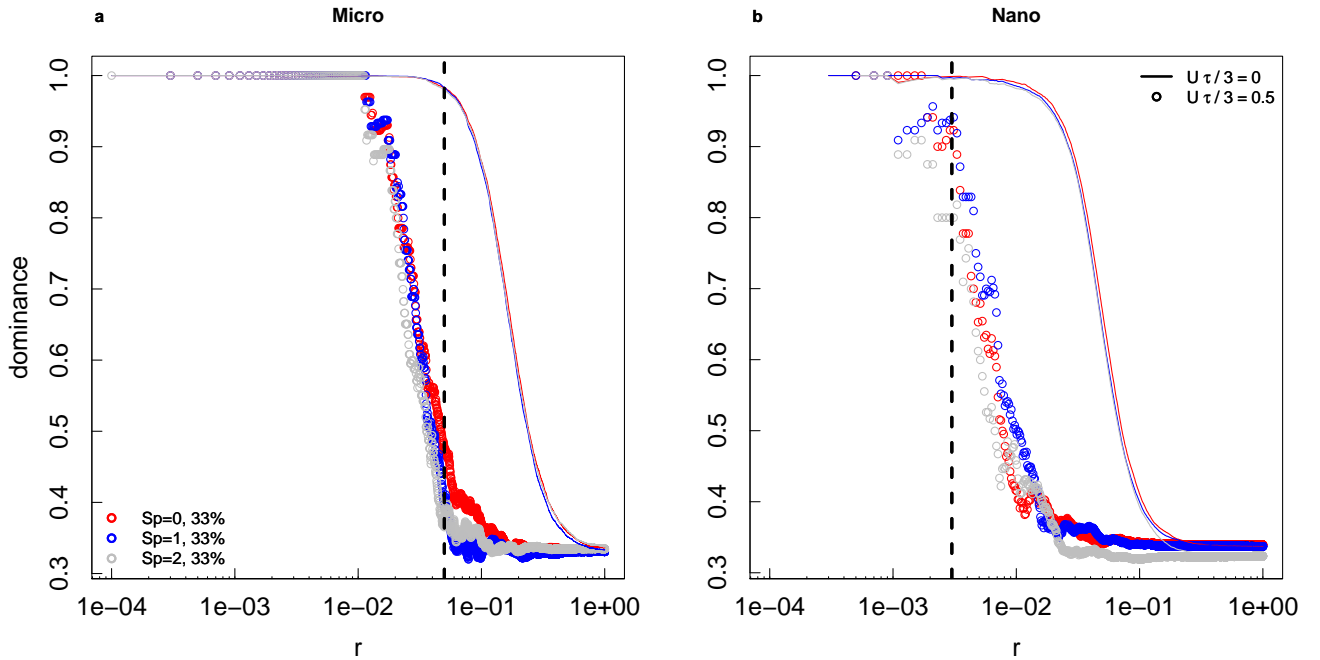 a
Micro
b
Nano
dominance
1.0
0.9
0.8
0.7
0.6
0.5
0.4
0.3
Sp=0, 33%
Sp=1, 33%
Sp=2, 33%
1e−04
1e−03
1e−02
1e−01
1e+00
r
1.0
0.9
0.8
0.7
0.6
0.5
0.4
0.3
U τ / 3 = 0
U τ / 3 = 0.5
1e−04
1e−03
1e−02
1e−01
1e+00
r